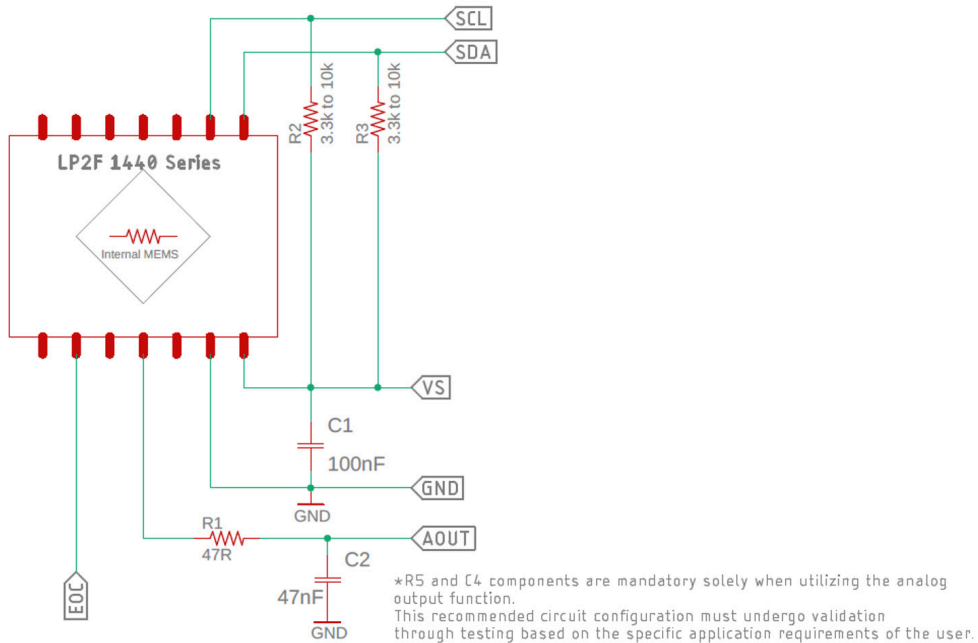 SCL
SDA
R2
3.3k to 10k
R3
3.3k to 10k
LP2F 1440 Series
Internal MEMS
VS
C1
100nF
GND
GND
R1
47R
AOUT
C2
47nF
GND
EOC
*R5 and C4 components are mandatory solely when utilizing the analog
output function.
This recommended circuit configuration must undergo validation
through testing based on the specific application requirements of the user.